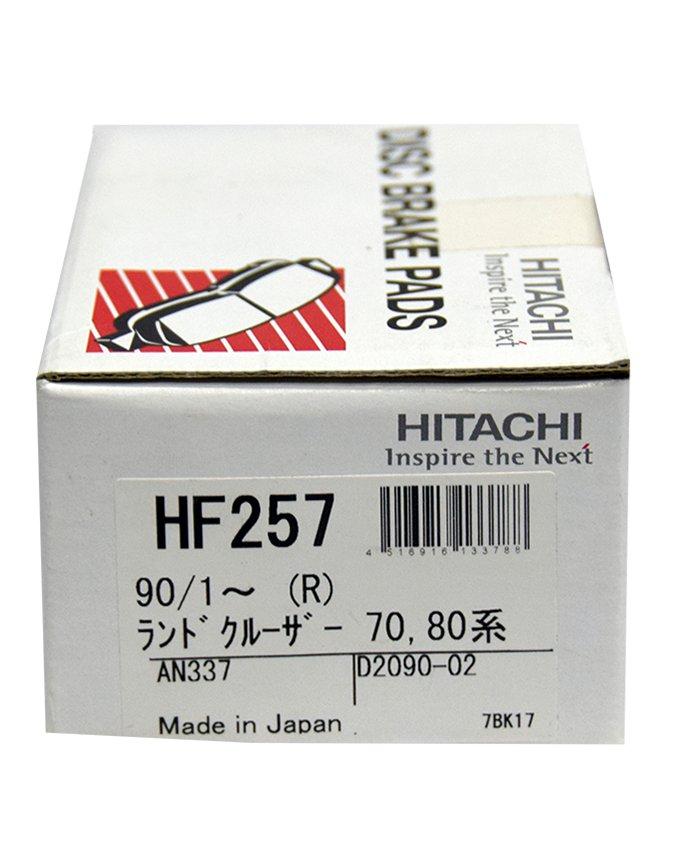 DISC BRAKE PADS
HITACHI
Inspire the Next
HITACHI
Inspire the Next
HF257
4516916133788
90/1～ (R)
ﾗﾝﾄﾞｸﾙｰｻﾞｰ 70,80系
AN337 D2090-02
Made in Japan 7BK17